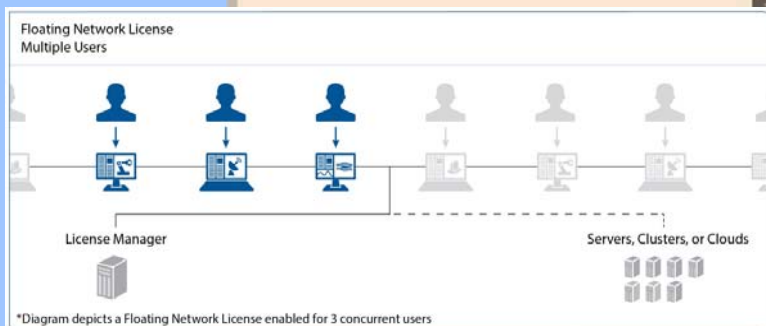 Floating Network License
Multiple Users
License Manager
Servers, Clusters, or Clouds
*Diagram depicts a Floating Network License enabled for 3 concurrent users